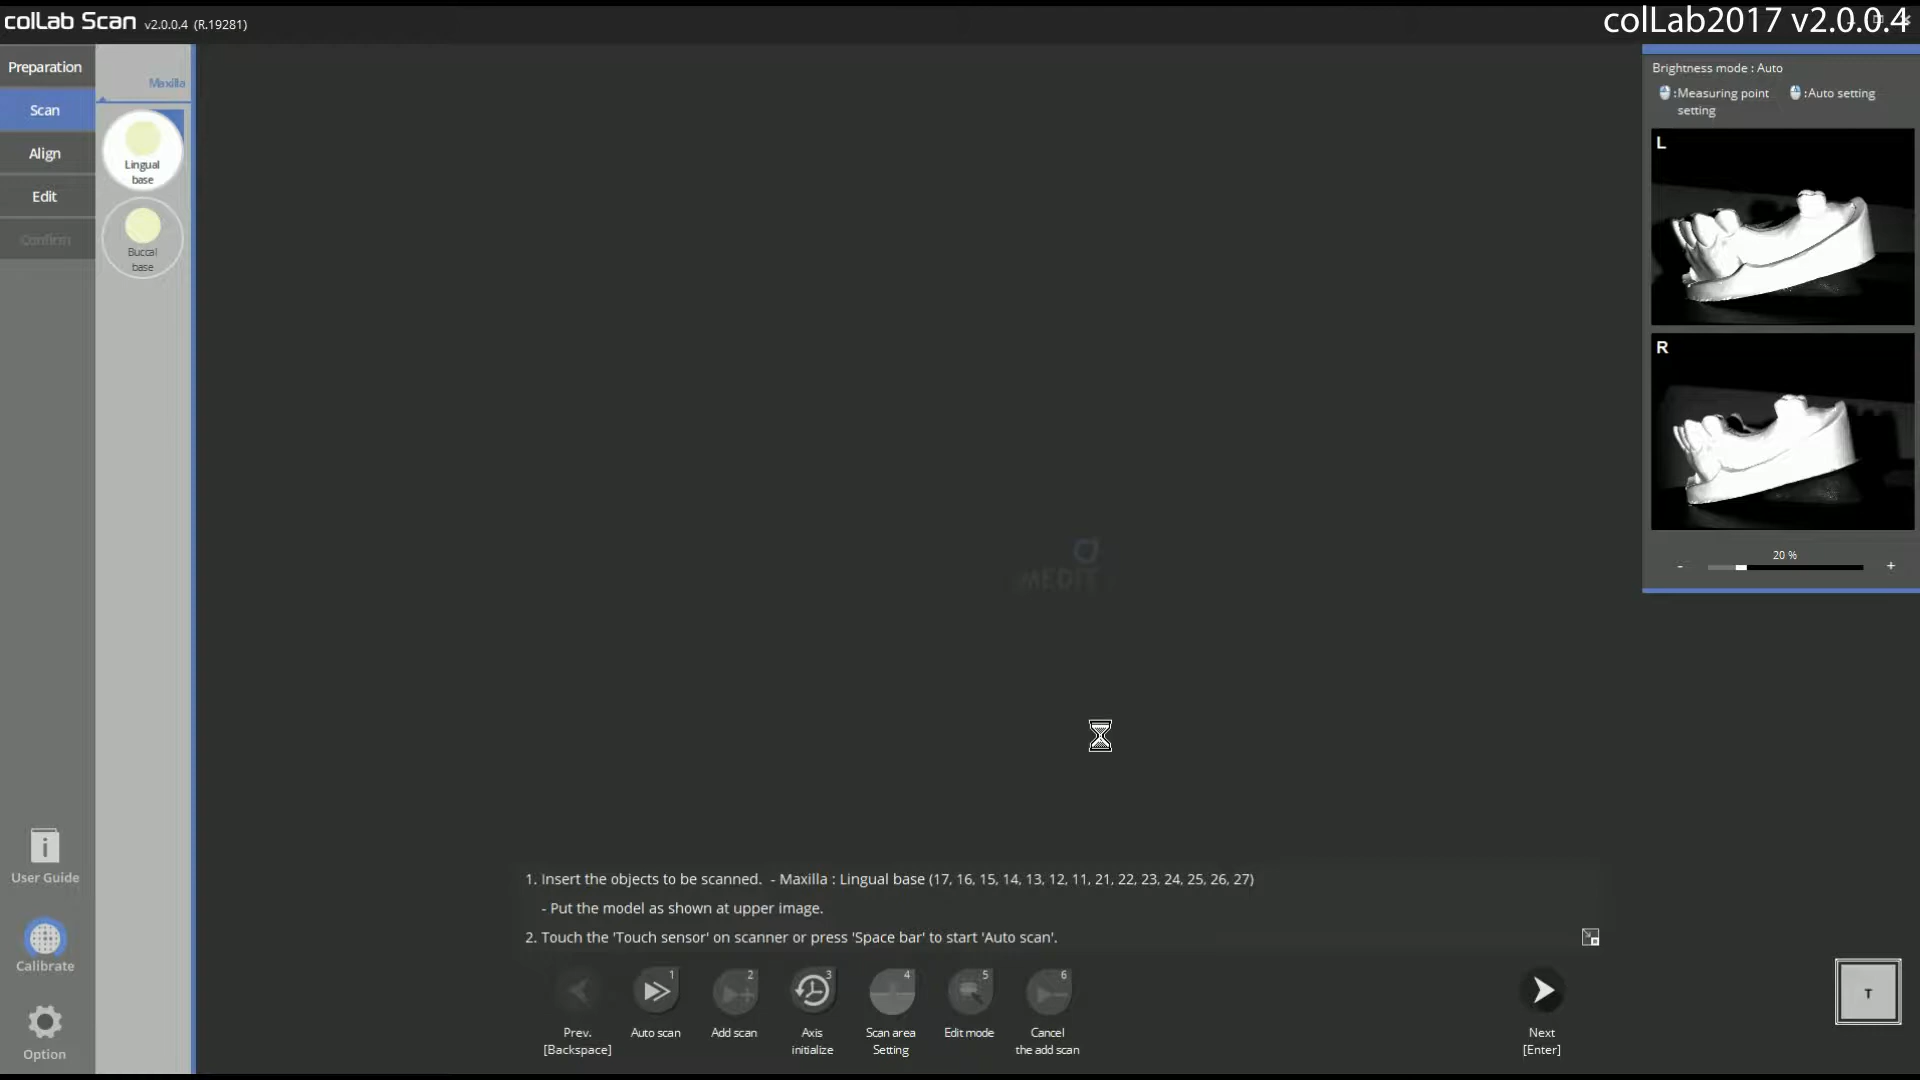 colLab Scan v2.0.0.4 (R.19281)
colLab2017 v2.0.0.4
Preparation
Scan
Align
Edit
Confirm
Maxilla
Lingual
base
Buccal
base
Brightness mode : Auto
:Measuring point
setting
:Auto setting
L
R
20 %
- +
MEDIT
1. Insert the objects to be scanned. - Maxilla : Lingual base (17, 16, 15, 14, 13, 12, 11, 21, 22, 23, 24, 25, 26, 27)
- Put the model as shown at upper image.
2. Touch the 'Touch sensor' on scanner or press 'Space bar' to start 'Auto scan'.
1 2 3 4 5 6
Prev.
[Backspace]
Auto scan
Add scan
Axis
initialize
Scan area
Setting
Edit mode
Cancel
the add scan
Next
[Enter]
T
User Guide
Calibrate
Option